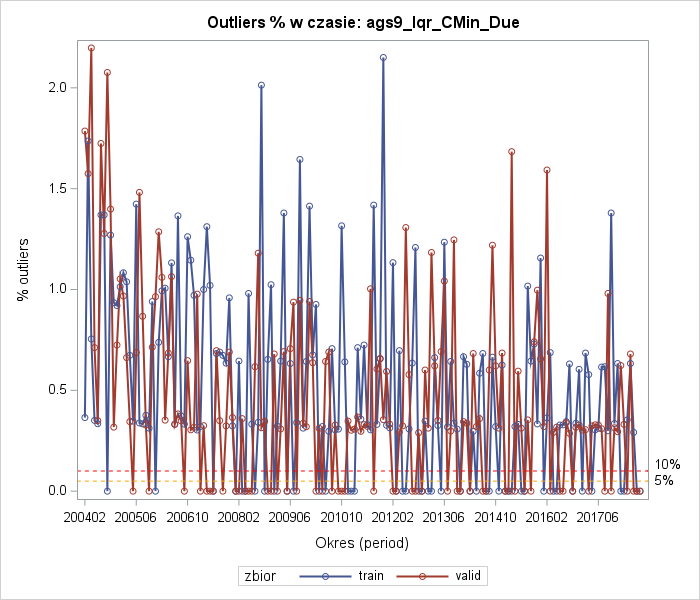 Outliers % w czasie: ags9_Iqr_CMin_Due
% outliers
2.0
1.5
1.0
0.5
0.0
10%
5%
200402 200506 200610 200802 200906 201010 201202 201306 201410 201602 201706
Okres (period)
zbior train valid